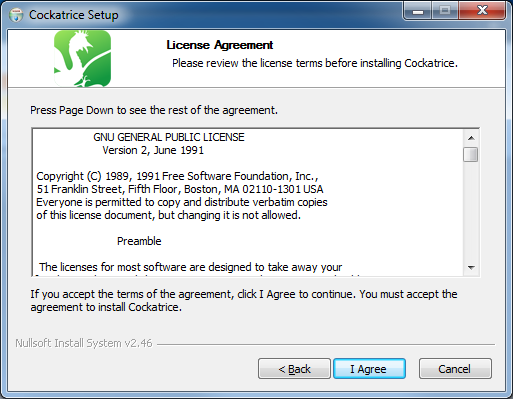 Cockatrice Setup
License Agreement
Please review the license terms before installing Cockatrice.
Press Page Down to see the rest of the agreement.
GNU GENERAL PUBLIC LICENSE
Version 2, June 1991
Copyright (C) 1989, 1991 Free Software Foundation, Inc.,
51 Franklin Street, Fifth Floor, Boston, MA 02110-1301 USA
Everyone is permitted to copy and distribute verbatim copies
of this license document, but changing it is not allowed.
Preamble
The licenses for most software are designed to take away your
If you accept the terms of the agreement, click I Agree to continue. You must accept the
agreement to install Cockatrice.
Nullsoft Install System v2.46
< Back
I Agree
Cancel